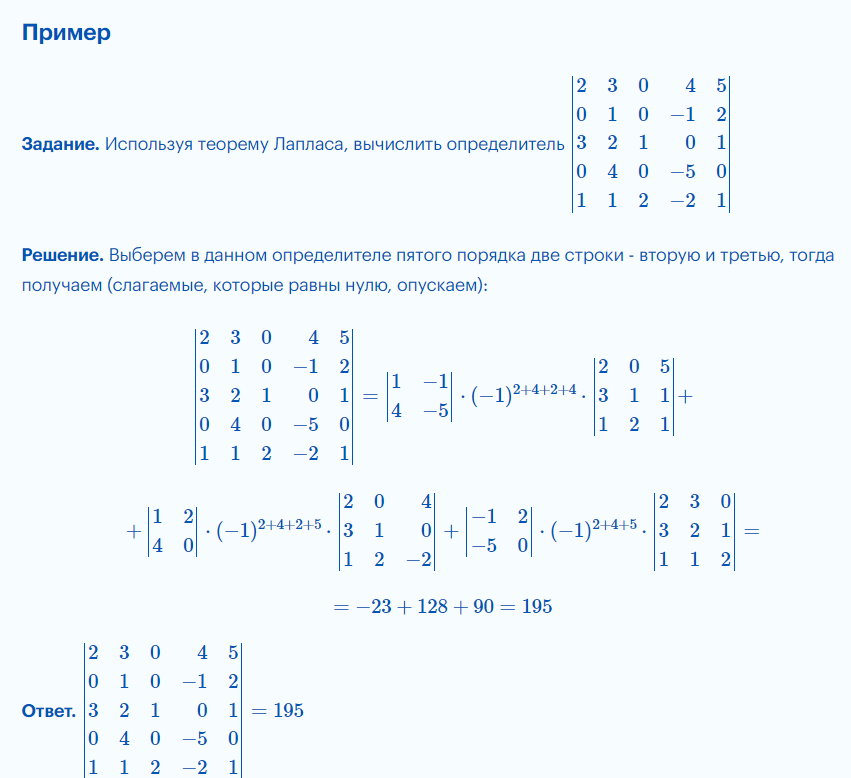 Пример
Задание. Используя теорему Лапласа, вычислить определитель
|2 3 0 4 5|
|0 1 0 −1 2|
|3 2 1 0 1|
|0 4 0 −5 0|
|1 1 2 −2 1|
Решение. Выберем в данном определителе пятого порядка две строки - вторую и третью, тогда
получаем (слагаемые, которые равны нулю, опускаем):
|2 3 0 4 5|
|0 1 0 −1 2|
|3 2 1 0 1|
|0 4 0 −5 0|
|1 1 2 −2 1|
=
|1 −1|
|4 −5|
· (−1)^{2+4+2+4} ·
|2 0 5|
|3 1 1|
|1 2 1|
+
+
|1 2|
|4 0|
· (−1)^{2+4+2+5} ·
|2 0 4|
|3 1 0|
|1 2 −2|
+
|−1 2|
|−5 0|
· (−1)^{2+4+5} ·
|2 3 0|
|3 2 1|
|1 1 2|
=
= −23 + 128 + 90 = 195
Ответ.
|2 3 0 4 5|
|0 1 0 −1 2|
|3 2 1 0 1|
|0 4 0 −5 0|
|1 1 2 −2 1|
= 195